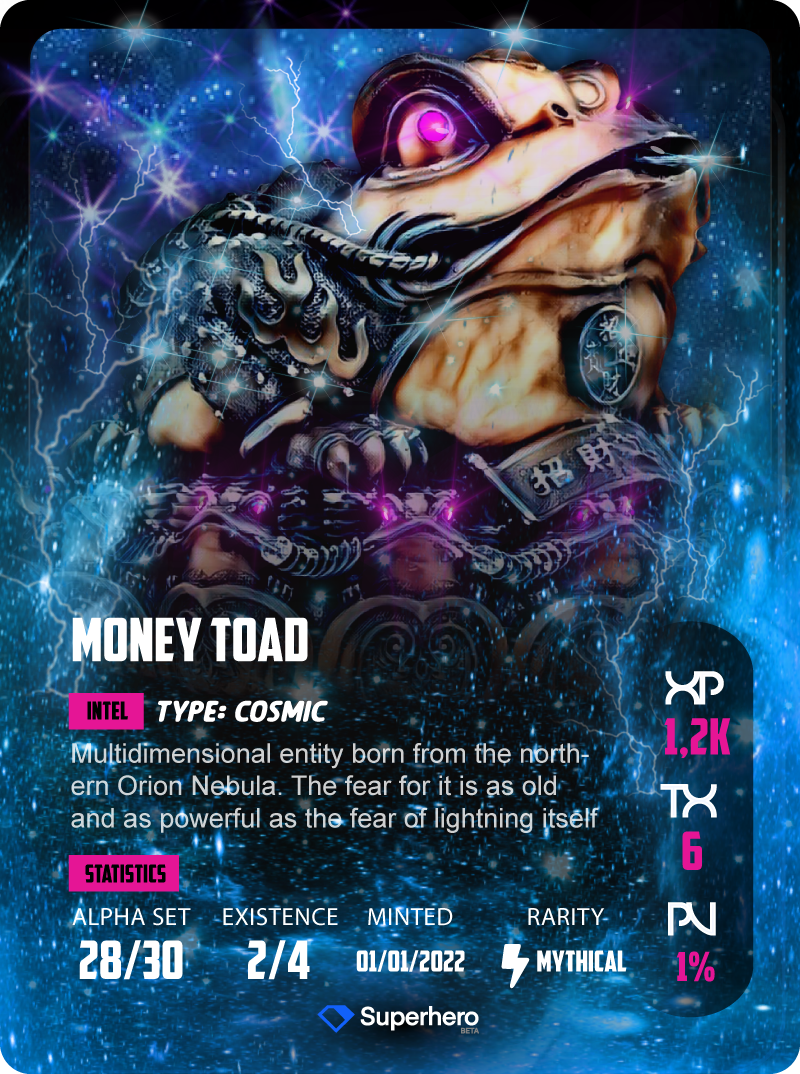 招財
MONEY TOAD
INTEL TYPE: COSMIC
Multidimensional entity born from the north-
ern Orion Nebula. The fear for it is as old
and as powerful as the fear of lightning itself
STATISTICS
ALPHA SET EXISTENCE MINTED RARITY
28/30 2/4 01/01/2022 MYTHICAL
XP
1,2K
TX
6
PV
1%
Superhero
BETA